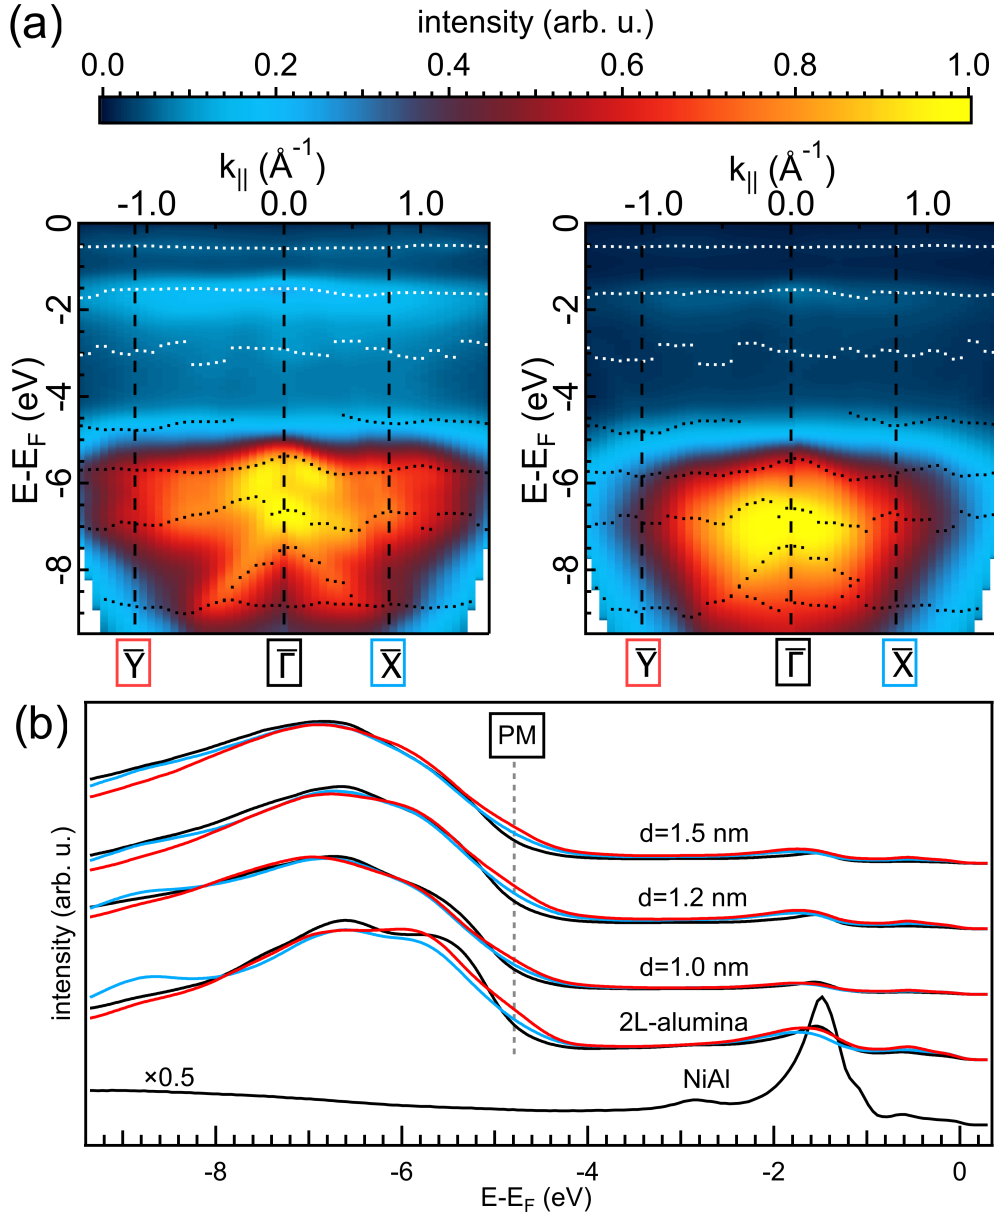 (a)
intensity (arb. u.)
0.0 0.2 0.4 0.6 0.8 1.0
k|| (Å⁻¹) k|| (Å⁻¹)
-1.0 0.0 1.0 -1.0 0.0 1.0
E-EF (eV)
0
-2
-4
-6
-8
E-EF (eV)
0
-2
-4
-6
-8
Y̅ Γ̅ X̅ Y̅ Γ̅ X̅
(b)
PM
intensity (arb. u.)
d=1.5 nm
d=1.2 nm
d=1.0 nm
2L-alumina
×0.5
NiAl
-8 -6 -4 -2 0
E-EF (eV)